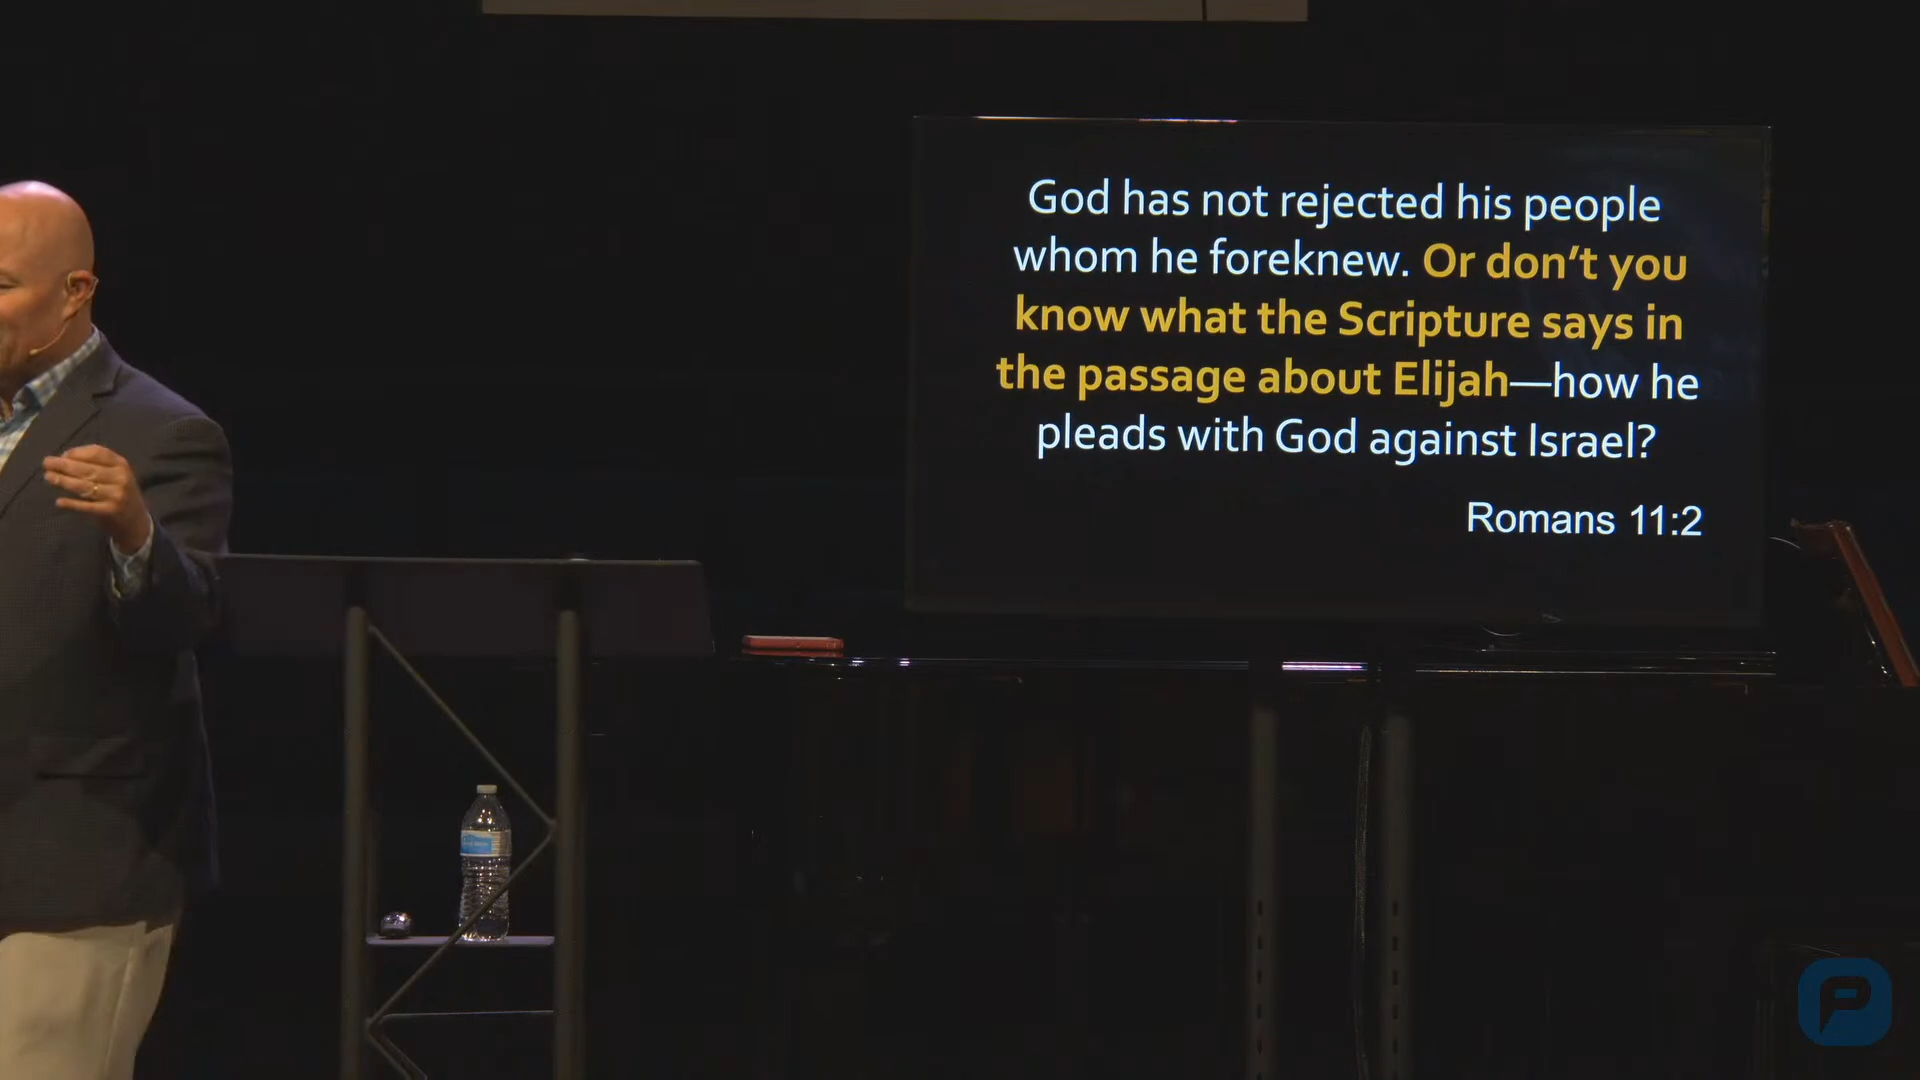 God has not rejected his people
whom he foreknew. Or don’t you
know what the Scripture says in
the passage about Elijah—how he
pleads with God against Israel?
Romans 11:2
P